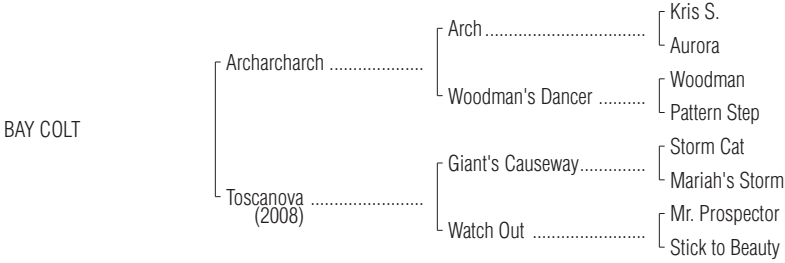 Kris S.
Arch ................................
Aurora
Archarcharch ....................
Woodman
Woodman's Dancer ..........
Pattern Step
BAY COLT
Storm Cat
Giant's Causeway..............
Mariah's Storm
Toscanova ........................
(2008)
Mr. Prospector
Watch Out ........................
Stick to Beauty